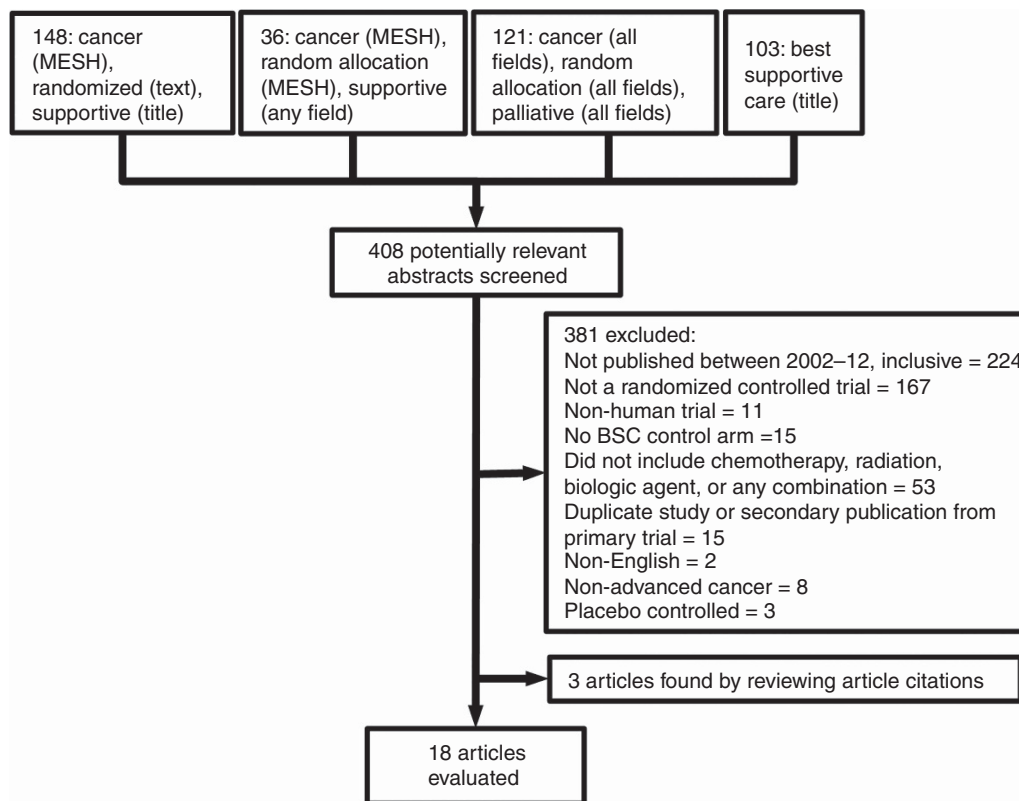 148: cancer
(MESH),
randomized (text),
supportive (title)
36: cancer (MESH),
random allocation
(MESH), supportive
(any field)
121: cancer (all
fields), random
allocation (all fields),
palliative (all fields)
103: best
supportive
care (title)
408 potentially relevant
abstracts screened
381 excluded:
Not published between 2002–12, inclusive = 224
Not a randomized controlled trial = 167
Non-human trial = 11
No BSC control arm =15
Did not include chemotherapy, radiation,
biologic agent, or any combination = 53
Duplicate study or secondary publication from
primary trial = 15
Non-English = 2
Non-advanced cancer = 8
Placebo controlled = 3
3 articles found by reviewing article citations
18 articles
evaluated